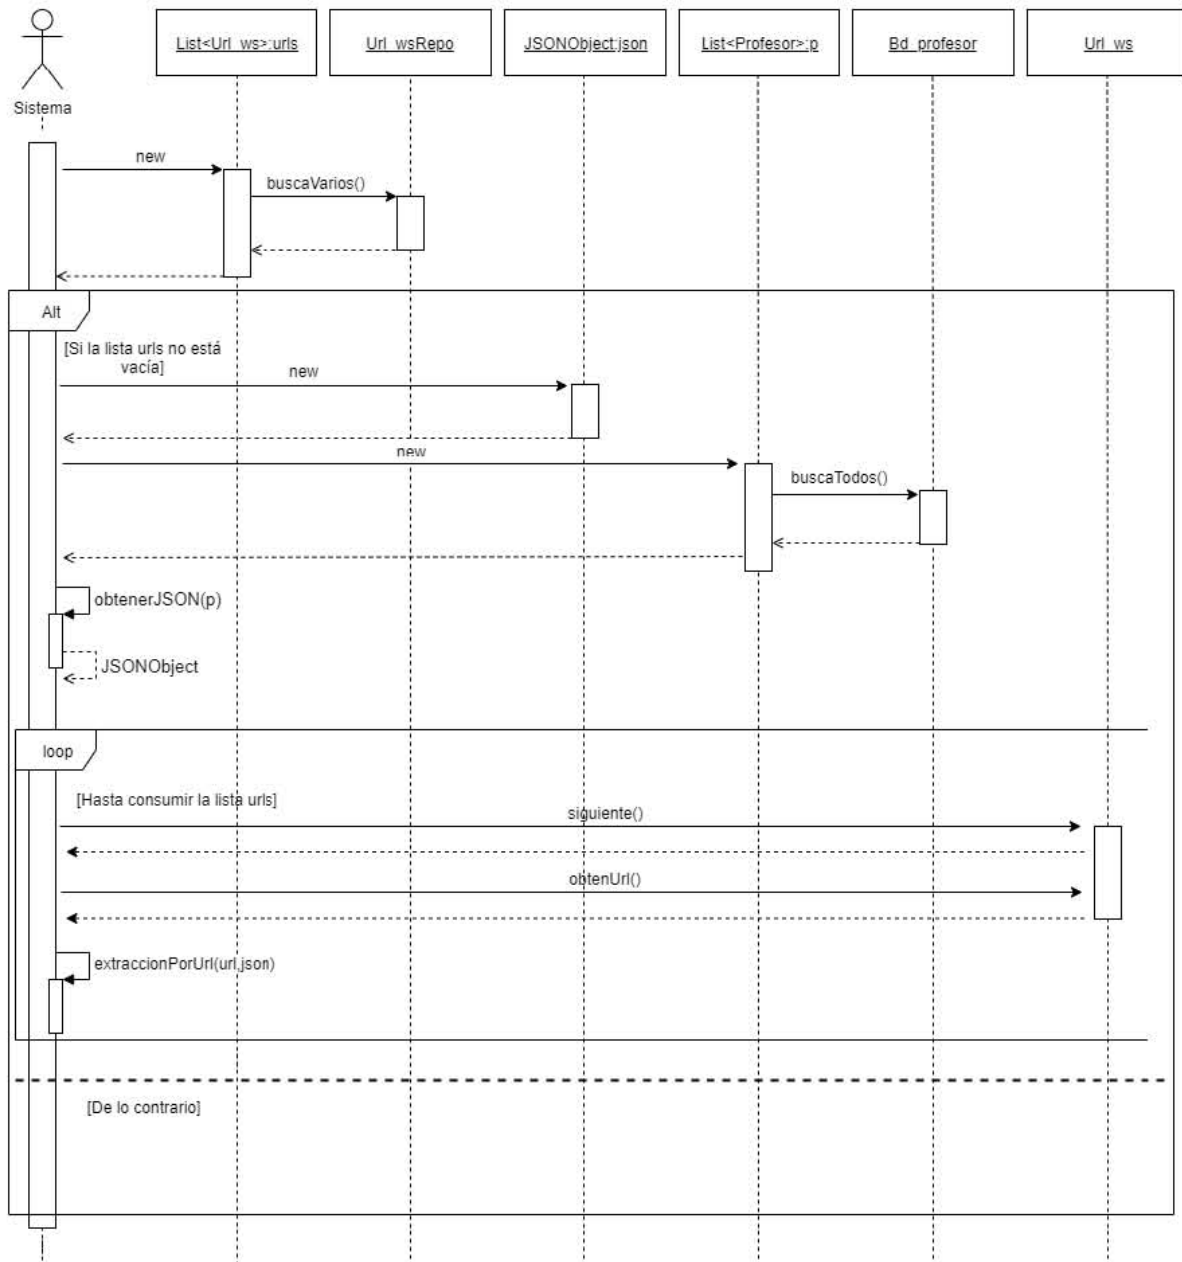 List<Url_ws>:urls
Url_wsRepo
JSONObject:json
List<Profesor>:p
Bd_profesor
Url_ws
Sistema
new
buscaVarios()
Alt
[Si la lista urls no está
vacía]
new
new
buscaTodos()
obtenerJSON(p)
JSONObject
loop
[Hasta consumir la lista urls]
siguiente()
obtenUrl()
extraccionPorUrl(url,json)
[De lo contrario]